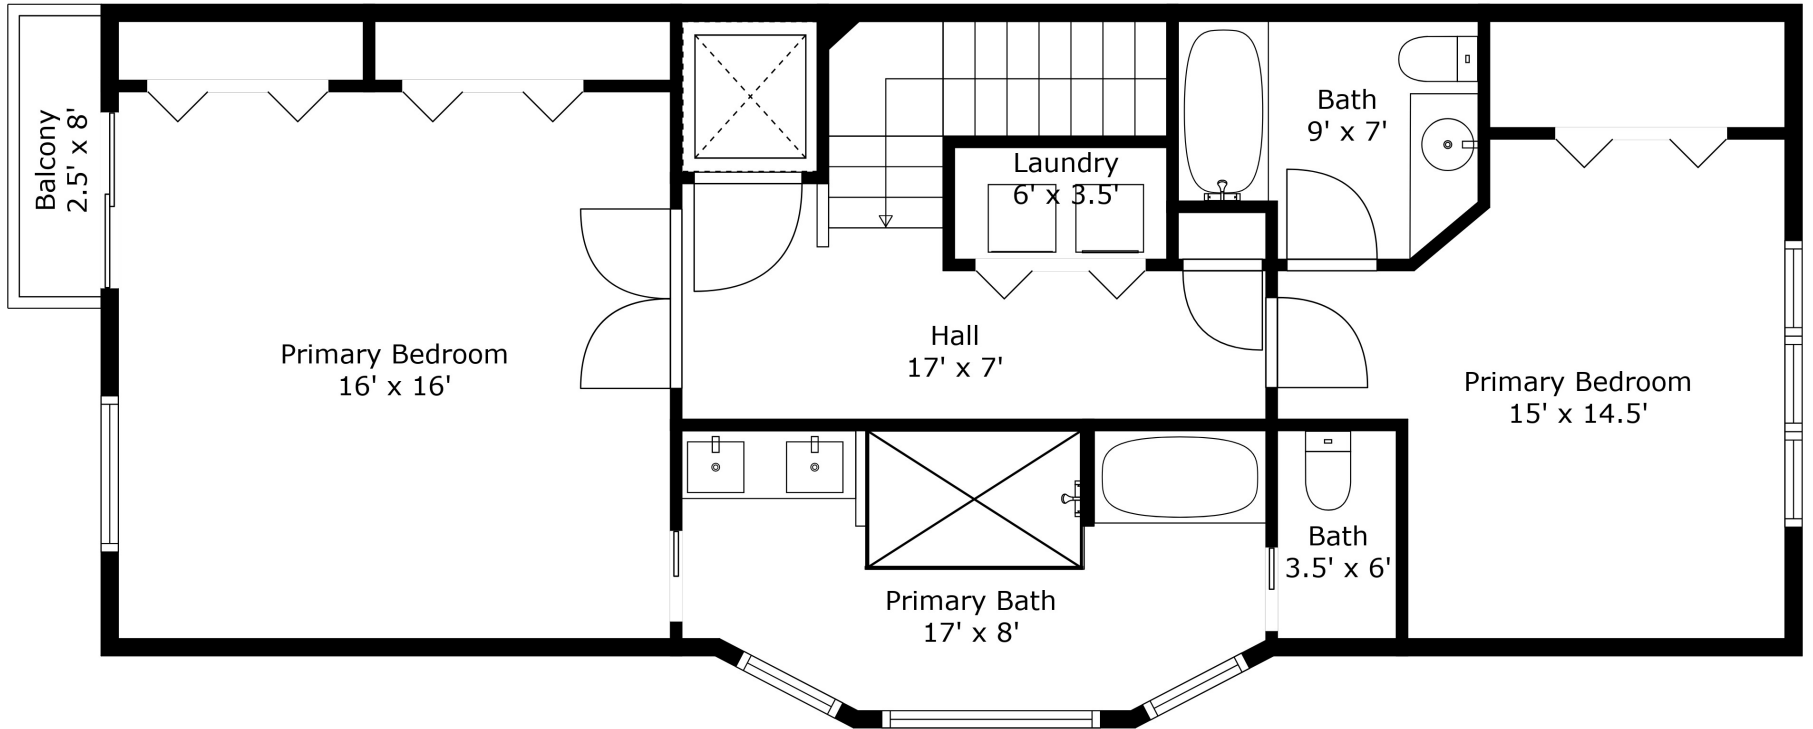 Balcony
2.5' x 8'
Primary Bedroom
16' x 16'
Laundry
6' x 3.5'
Hall
17' x 7'
Bath
9' x 7'
Primary Bedroom
15' x 14.5'
Bath
3.5' x 6'
Primary Bath
17' x 8'